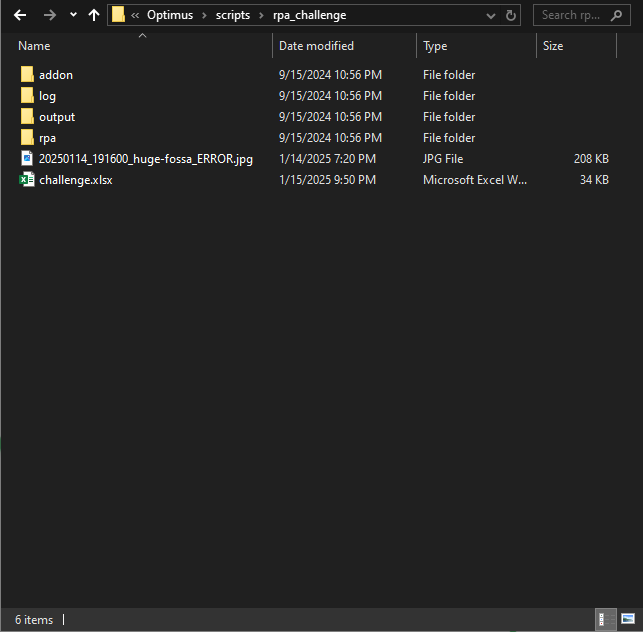 « Optimus › scripts › rpa_challenge Search rp...
Name Date modified Type Size
addon 9/15/2024 10:56 PM File folder
log 9/15/2024 10:56 PM File folder
output 9/15/2024 10:56 PM File folder
rpa 9/15/2024 10:56 PM File folder
20250114_191600_huge-fossa_ERROR.jpg 1/14/2025 7:20 PM JPG File 208 KB
challenge.xlsx 1/15/2025 9:50 PM Microsoft Excel W... 34 KB
6 items